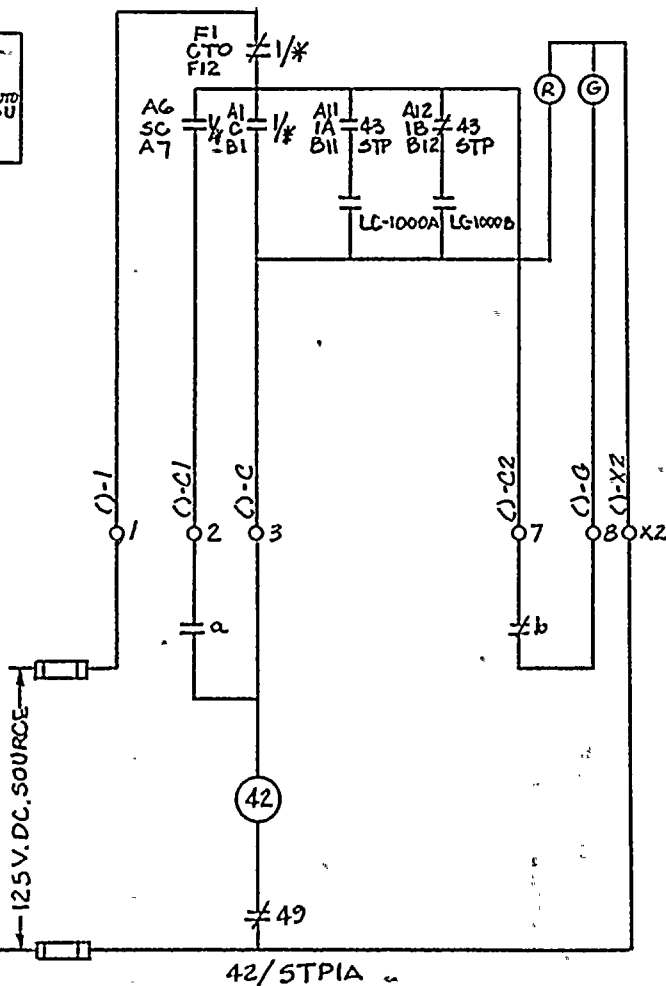 F1
CTO
F12
1/*
R
G
A6
SC
A7
1/4
A1
C
B1
1/*
A11
1A
B11
43
STP
A12
1B
B12
43
STP
LC-1000A
LC-1000B
()-1
()-C1
()-C
()-C2
()-G
()-X2
1
2
3
7
8
X2
a
b
125 V. DC. SOURCE
42
49
42/STP1A